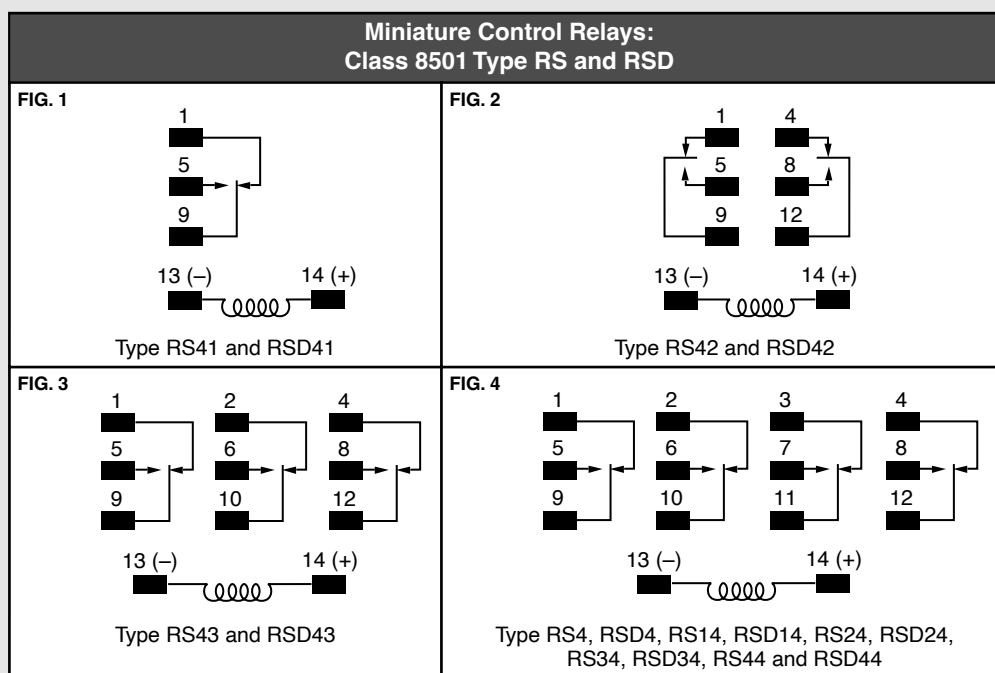 Miniature Control Relays:
Class 8501 Type RS and RSD
FIG. 1
1
5
9
13 (–) 14 (+)
Type RS41 and RSD41
FIG. 2
1 4
5 8
9 12
13 (–) 14 (+)
Type RS42 and RSD42
FIG. 3
1 2 4
5 6 8
9 10 12
13 (–) 14 (+)
Type RS43 and RSD43
FIG. 4
1 2 3 4
5 6 7 8
9 10 11 12
13 (–) 14 (+)
Type RS4, RSD4, RS14, RSD14, RS24, RSD24,
RS34, RSD34, RS44 and RSD44